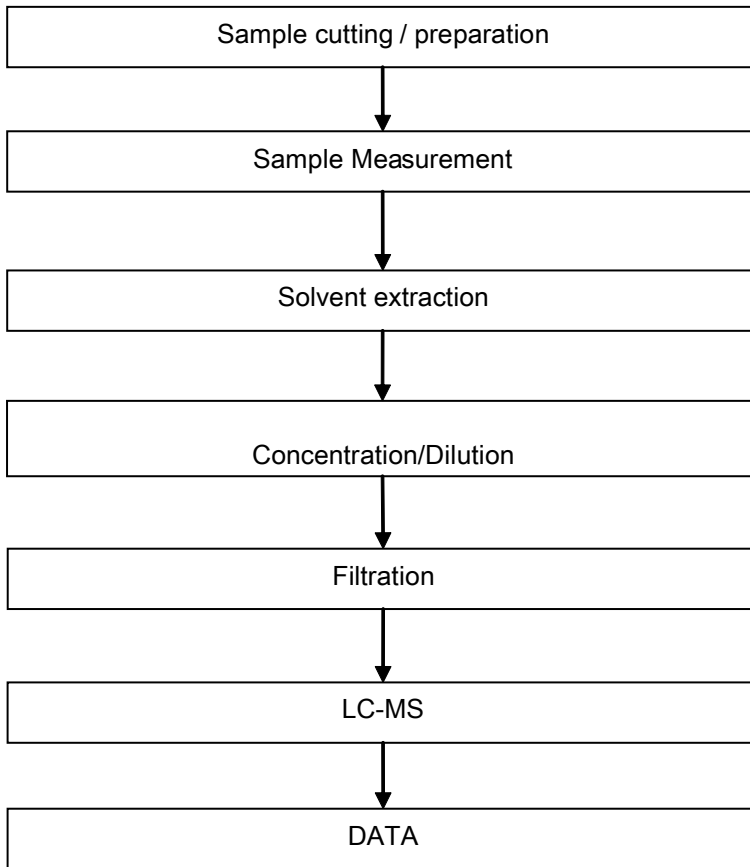 Sample cutting / preparation
Sample Measurement
Solvent extraction
Concentration/Dilution
Filtration
LC-MS
DATA